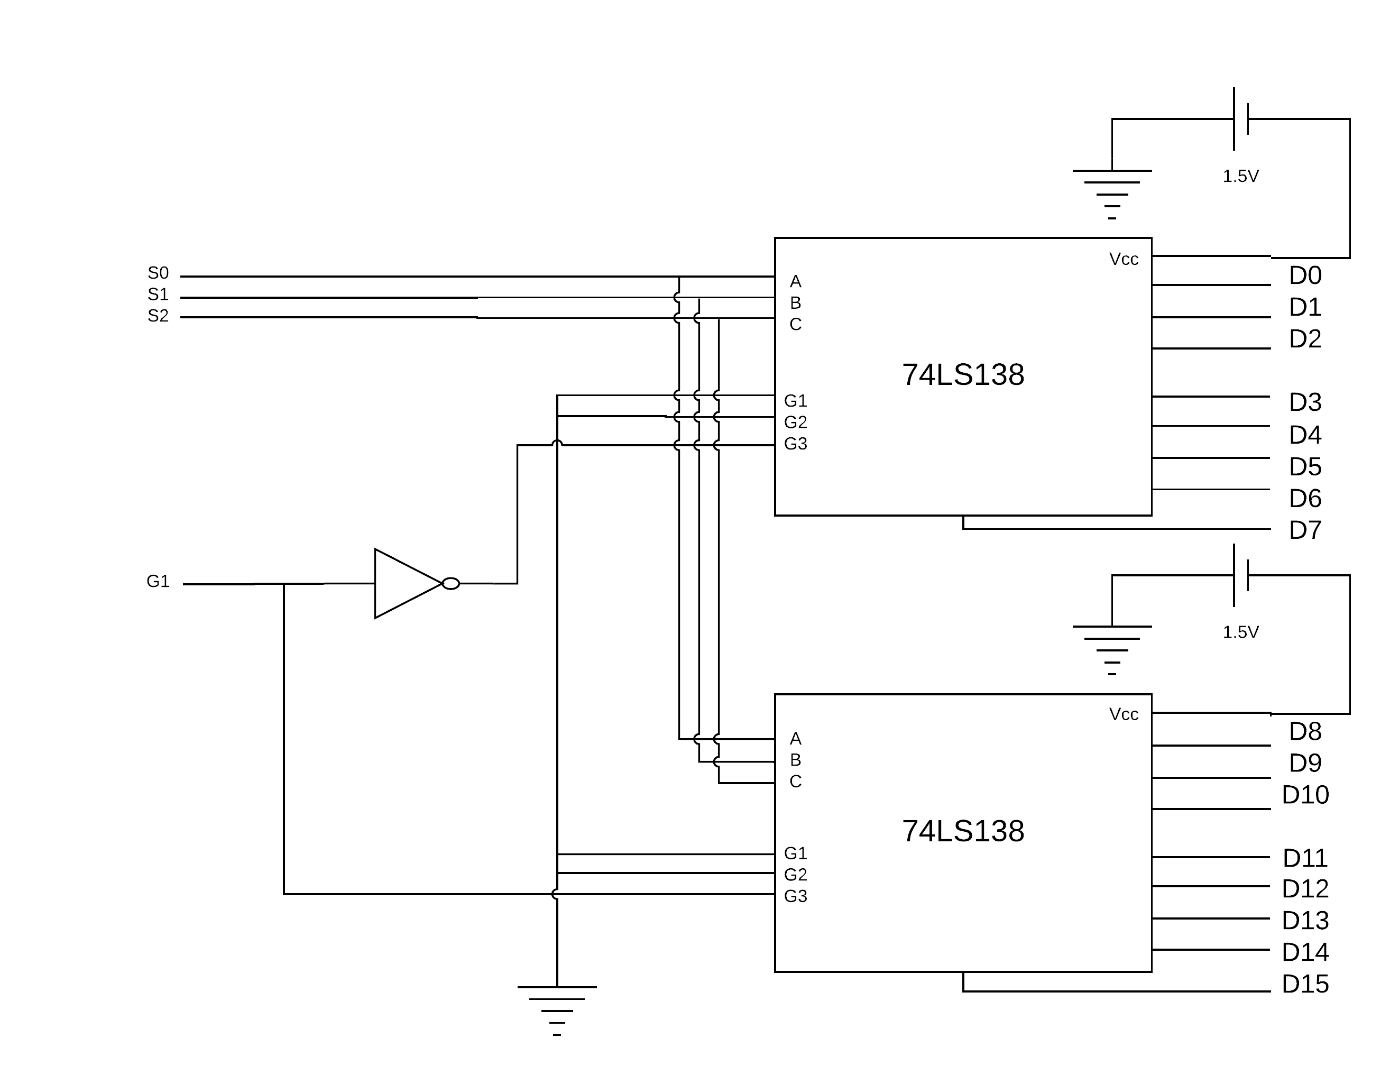 1.5V
Vcc
S0
S1
S2
A
B
C
D0
D1
D2
74LS138
G1
G2
G3
D3
D4
D5
D6
D7
G1
1.5V
Vcc
A
B
C
D8
D9
D10
74LS138
G1
G2
G3
D11
D12
D13
D14
D15